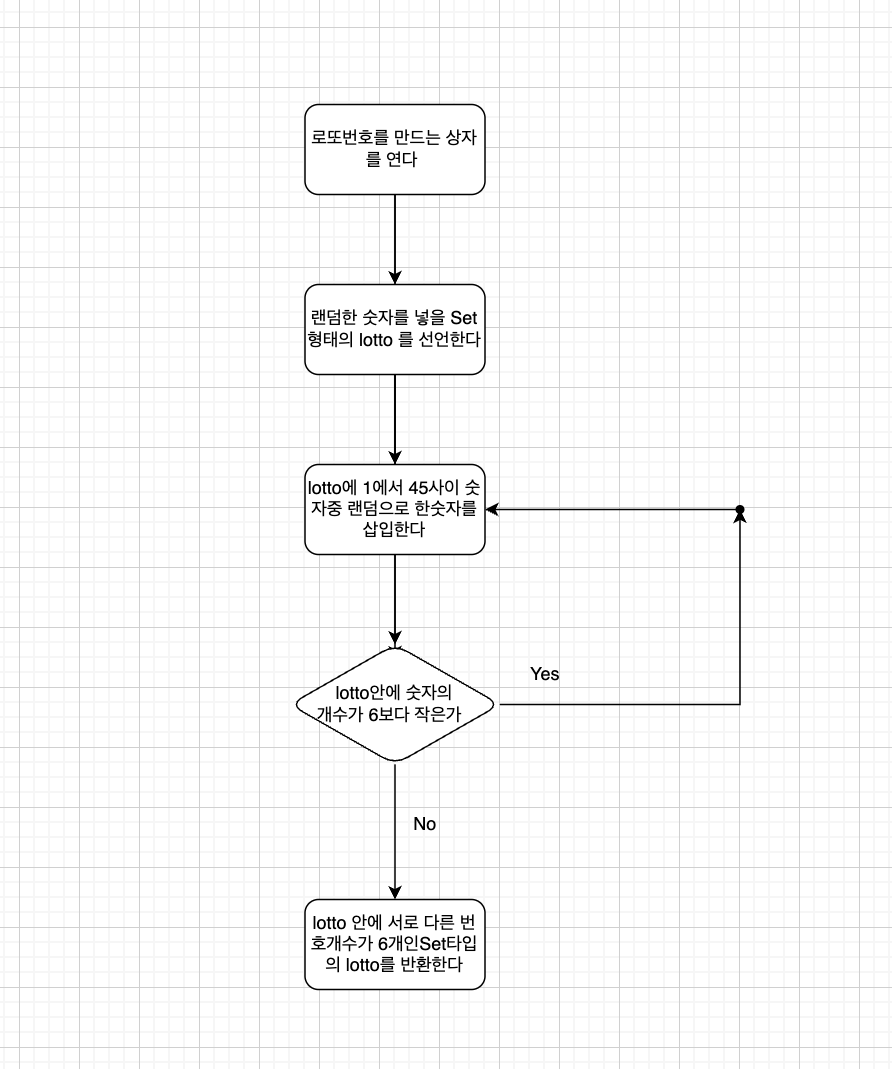 로또번호를 만드는 상자
를 연다
랜덤한 숫자를 넣을 Set
형태의 lotto 를 선언한다
lotto에 1에서 45사이 숫
자중 랜덤으로 한숫자를
삽입한다
lotto안에 숫자의
개수가 6보다 작은가
Yes
No
lotto 안에 서로 다른 번
호개수가 6개인Set타입
의 lotto를 반환한다